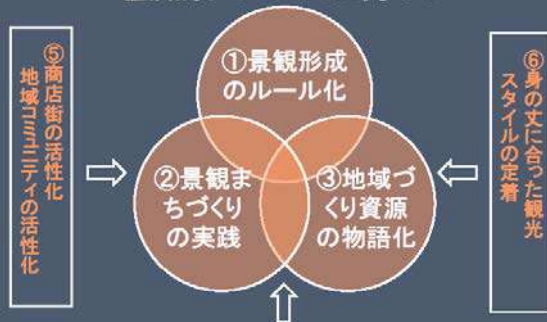 ⑤商店街の活性化
地域コミュニティの活性化
①景観形成
のルール化
②景観ま
ちづくり
の実践
③地域づ
くり資源
の物語化
⑥身の丈に合った観光
スタイルの定着